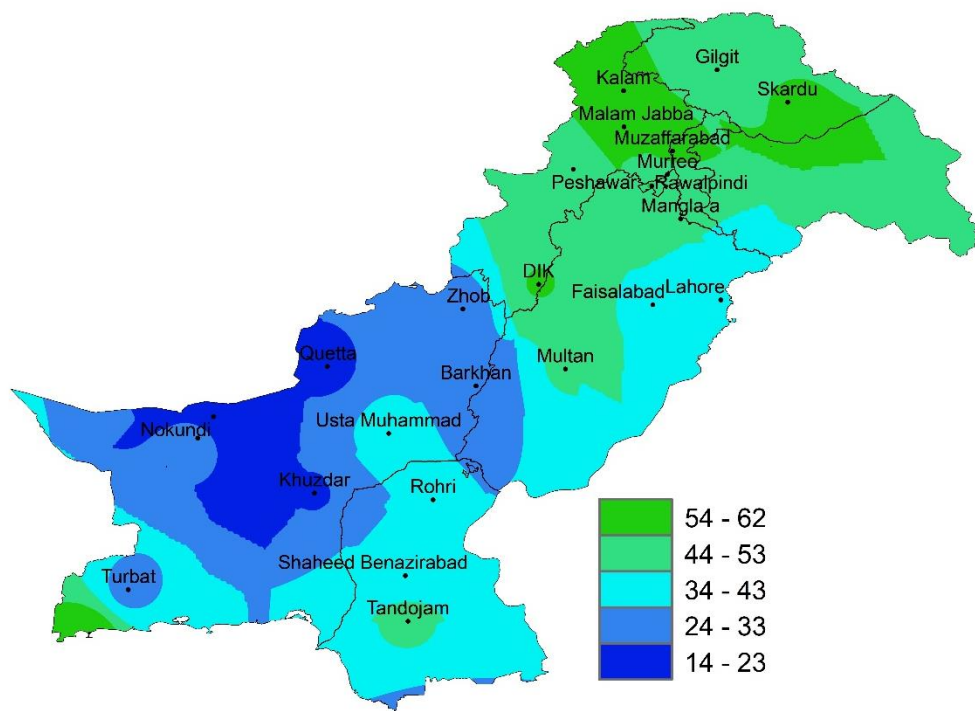 Gilgit
Kalam
Skardu
Malam Jabba
Muzaffarabad
Murree
Peshawar
Rawalpindi
Mangla a
DIK
Zhob
Faisalabad
Lahore
Quetta
Multan
Barkhan
Usta Muhammad
Nokundi
Khuzdar
Rohri
Shaheed Benazirabad
Turbat
Tandojam
54 - 62
44 - 53
34 - 43
24 - 33
14 - 23